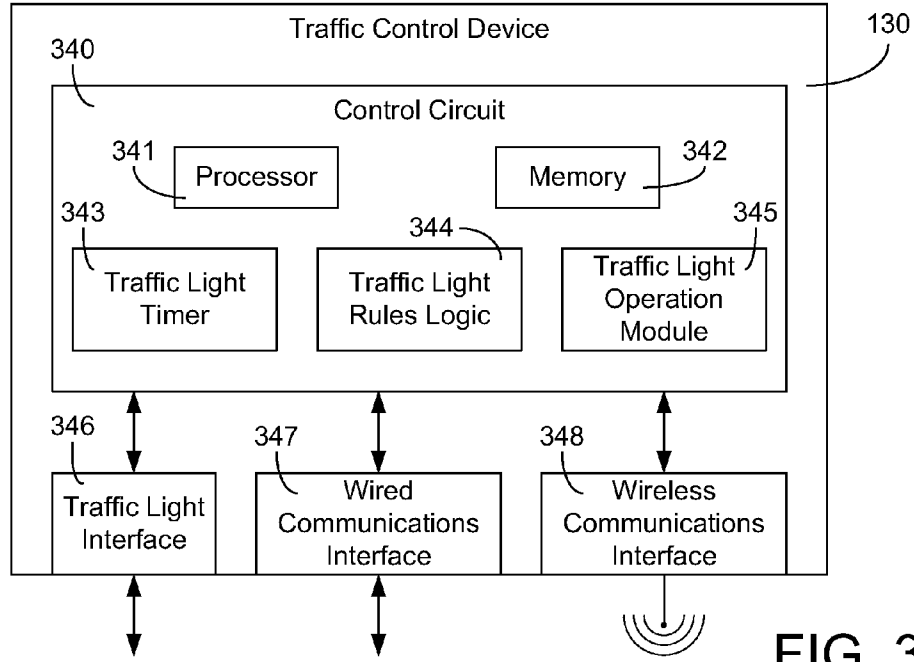 Traffic Control Device
130
340
Control Circuit
341
Processor
Memory
342
343
Traffic Light
Timer
344
Traffic Light
Rules Logic
345
Traffic Light
Operation
Module
346
Traffic Light
Interface
347
Wired
Communications
Interface
348
Wireless
Communications
Interface
FIG. 3